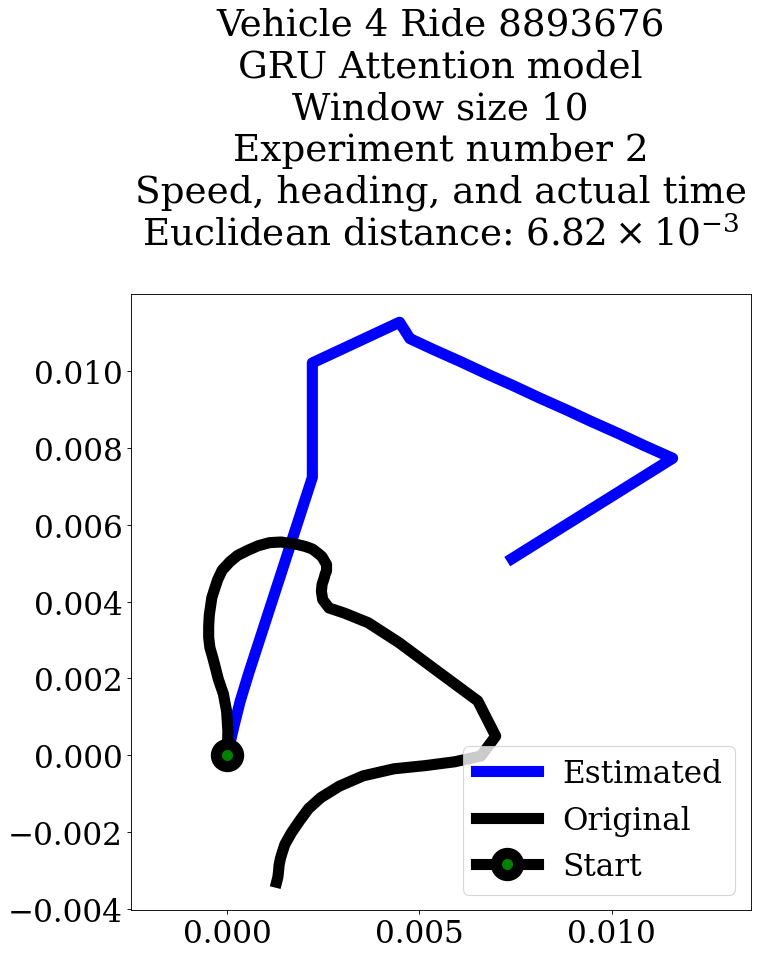 Vehicle 4 Ride 8893676
GRU Attention model
Window size 10
Experiment number 2
Speed, heading, and actual time
Euclidean distance: 6.82 × 10⁻³
0.010
0.008
0.006
0.004
0.002
0.000
−0.002
−0.004
0.000 0.005 0.010
Estimated
Original
Start